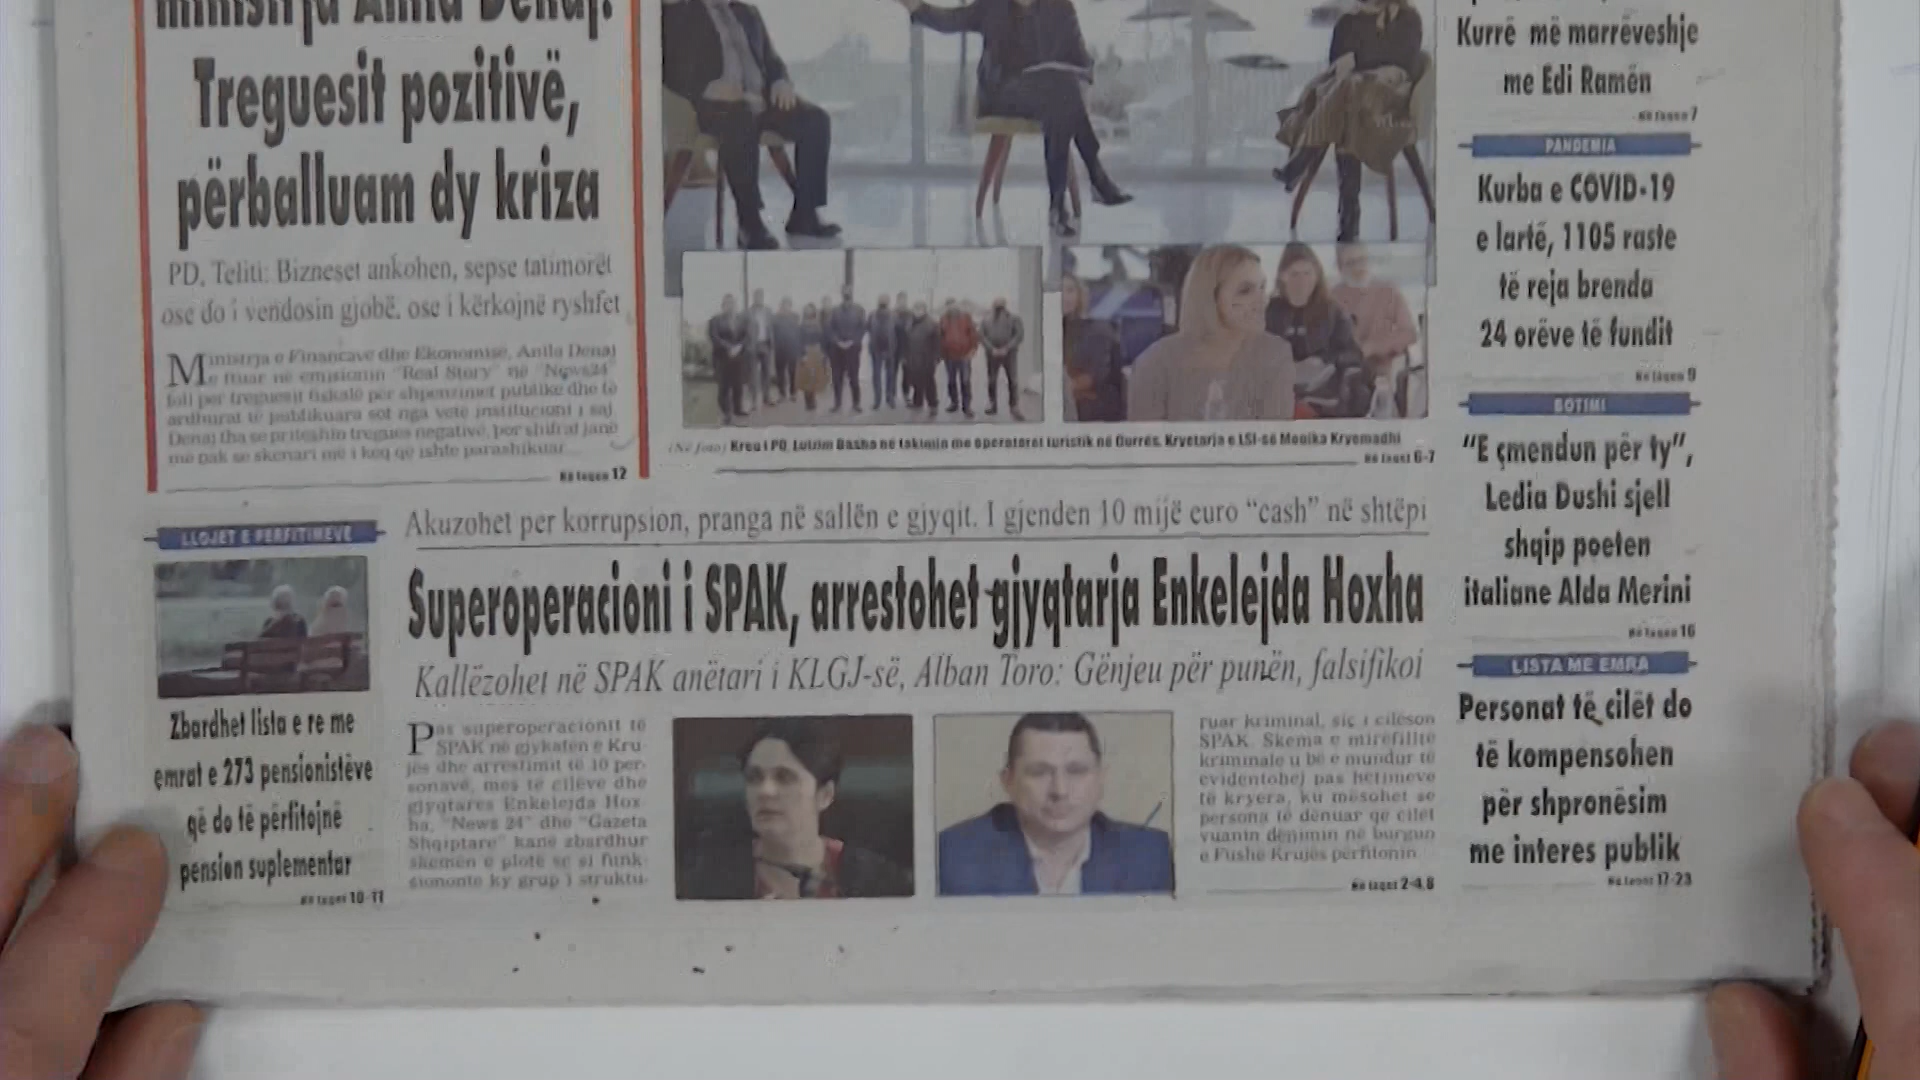 Ministrja Anila Denaj:
Treguesit pozitivë,
përballuam dy kriza
PD, Teliti: Bizneset ankohen, sepse tatimorët
ose do i vendosin gjobë, ose i kërkojnë ryshfet
Ministrja e Financave dhe Ekonomisë, Anila Denaj
e ftuar në emisionin "Real Story" në "News24"
foli për treguesit fiskalë për shpenzimet publike dhe të
ardhurat të publikuara sot nga vetë institucioni i saj.
Denaj tha se prisshin tregues negativë, por shifrat janë
më pak se skenari më i keq që ishte parashikuar...
Në faqen 12
(Në foto) Kreu i PD, Lulzim Basha në takimin me operatorët turistik në Durrës. Kryetarja e LSI-së Monika Kryemadhi
Në faqet 6-7
Kurrë më marrëveshje
me Edi Ramën
Në faqen 7
PANDEMIA
Kurba e COVID-19
e lartë, 1105 raste
të reja brenda
24 orëve të fundit
Në faqen 9
BOTIMI
"E çmendun për ty",
Ledia Dushi sjell
shqip poeten
italiane Alda Merini
Në faqen 16
LISTA ME EMRA
Personat të cilët do
të kompensohen
për shpronësim
me interes publik
Në faqet 17-23
LLOJET E PËRFITIMEVE
Zbardhet lista e re me
emrat e 273 pensionistëve
që do të përfitojnë
pension suplementar
Në faqet 10-11
Akuzohet per korrupsion, pranga në sallën e gjyqit. I gjenden 10 mijë euro "cash" në shtëpi
Superoperacioni i SPAK, arrestohet gjyqtarja Enkelejda Hoxha
Kallëzohet në SPAK anëtari i KLGJ-së, Alban Toro: Gënjeu për punën, falsifikoi
Pas superoperacionit të
SPAK në gjykatën e Kru-
jës dhe arrestimit të 10 per-
sonave, mes të cilëve dhe
gjyqtares Enkelejda Hox-
ha, "News 24" dhe "Gazeta
Shqiptare" kanë zbardhur
skemën e plotë se si funk-
siononte ky grup i struktu-
ruar kriminal, siç i cilëson
SPAK. Skema e mirëfilltë
kriminale u bë e mundur të
evidentohej pas hetimeve
të kryera, ku mësohet se
persona të dënuar që cilët
vuanin dënimin në burgun
e Fushë Krujës përfitonin.
Në faqet 2-4,8